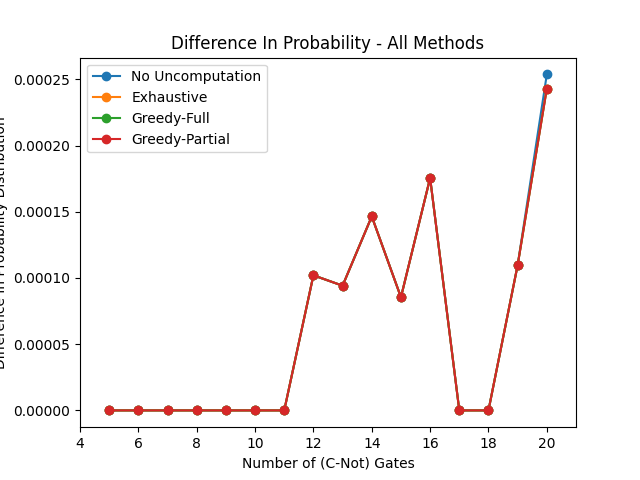 Difference In Probability - All Methods
No Uncomputation
Exhaustive
Greedy-Full
Greedy-Partial
0.00025
0.00020
0.00015
0.00010
0.00005
0.00000
Difference In Probability Distribution
4 6 8 10 12 14 16 18 20
Number of (C-Not) Gates